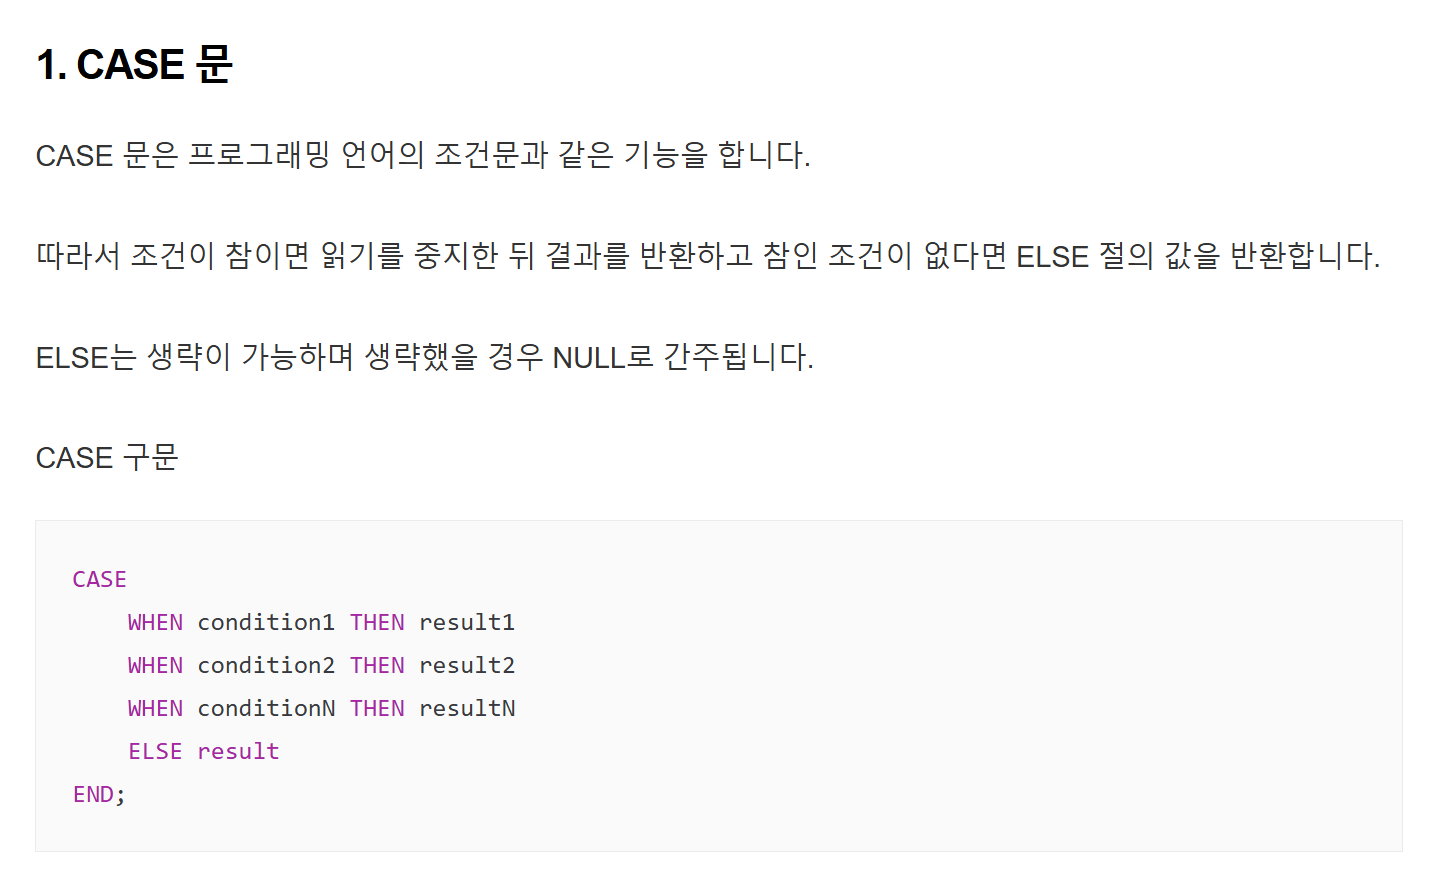 1. CASE 문
CASE 문은 프로그래밍 언어의 조건문과 같은 기능을 합니다.
따라서 조건이 참이면 읽기를 중지한 뒤 결과를 반환하고 참인 조건이 없다면 ELSE 절의 값을 반환합니다.
ELSE는 생략이 가능하며 생략했을 경우 NULL로 간주됩니다.
CASE 구문
CASE
    WHEN condition1 THEN result1
    WHEN condition2 THEN result2
    WHEN conditionN THEN resultN
    ELSE result
END;